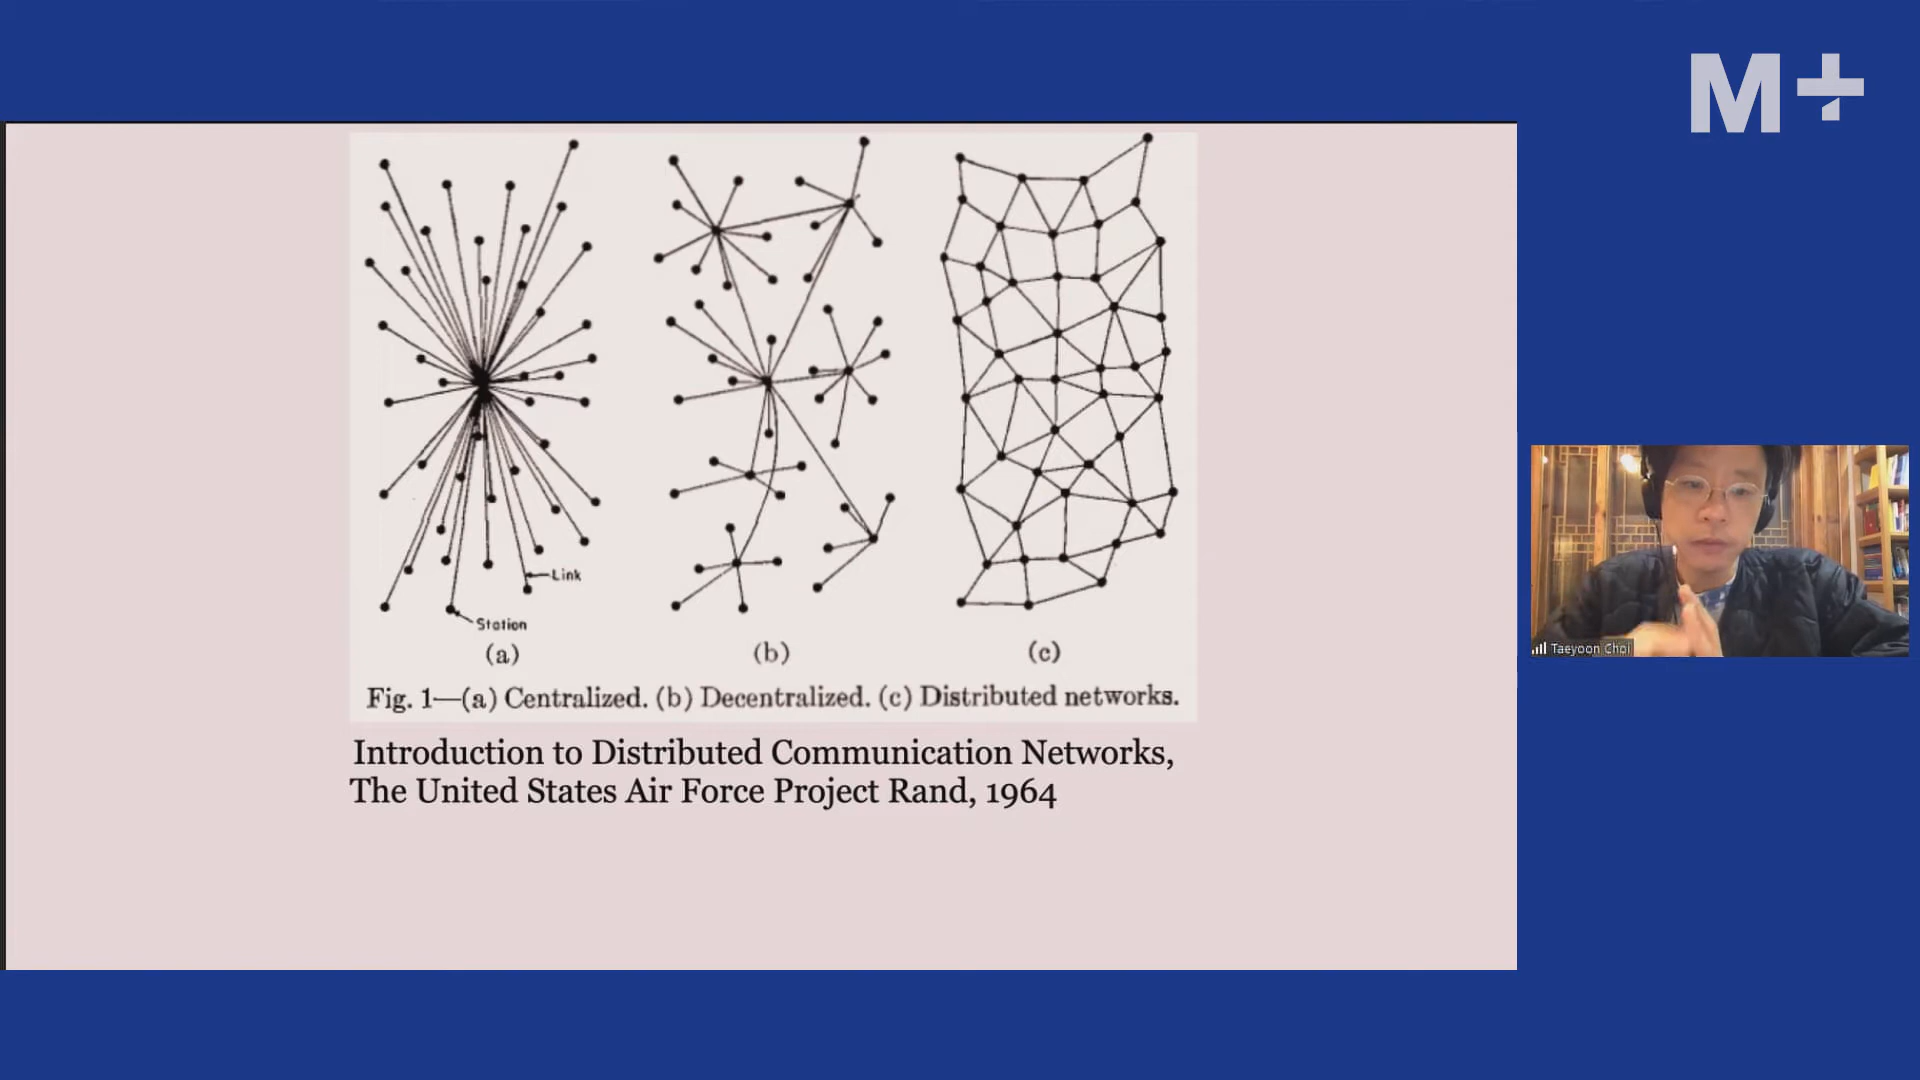 M+
Link
Station
(a)
(b)
(c)
Fig. 1—(a) Centralized. (b) Decentralized. (c) Distributed networks.
Introduction to Distributed Communication Networks,
The United States Air Force Project Rand, 1964
Taeyoon Choi